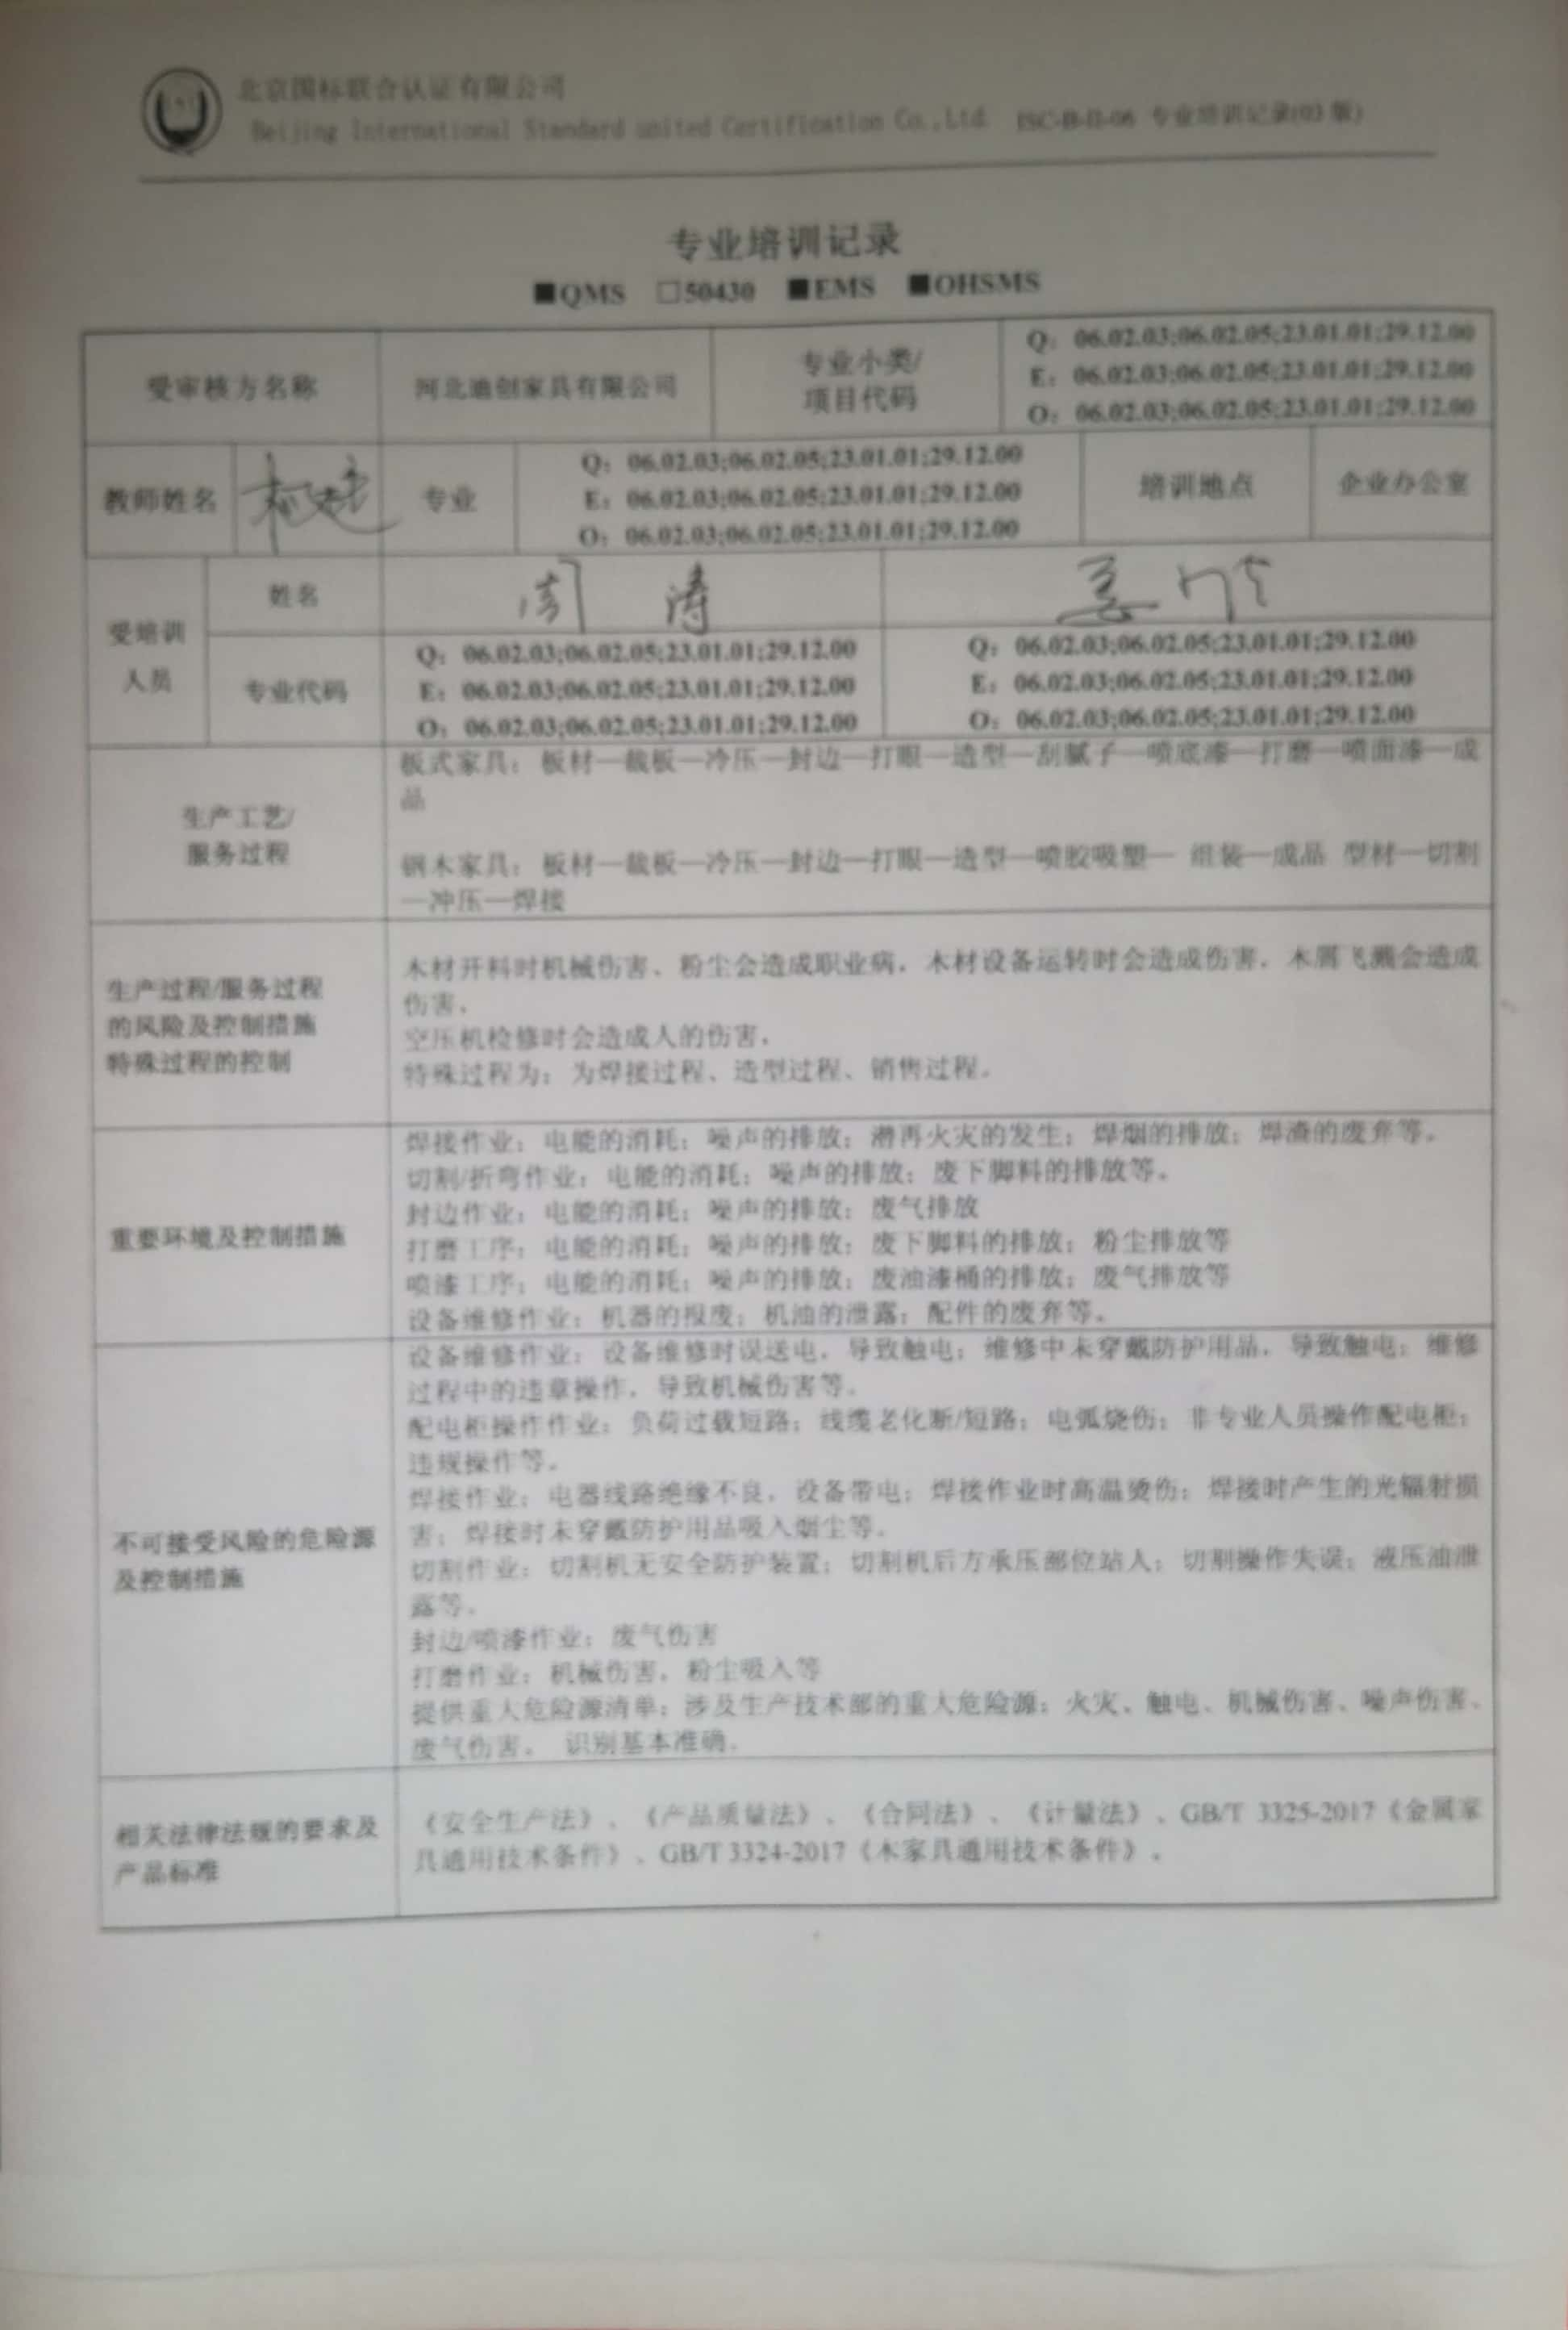 北京国标联合认证有限公司
Beijing International Standard united Certification Co.,Ltd. ISC-B-II-06 专业培训记录(03版)
专业培训记录
■QMS □50430 ■EMS ■OHSMS
受审核方名称 河北迪创家具有限公司 专业小类/
项目代码
Q：06.02.03;06.02.05;23.01.01;29.12.00
E：06.02.03;06.02.05;23.01.01;29.12.00
O：06.02.03;06.02.05;23.01.01;29.12.00
教师姓名 专业
Q：06.02.03;06.02.05;23.01.01;29.12.00
E：06.02.03;06.02.05;23.01.01;29.12.00
O：06.02.03;06.02.05;23.01.01;29.12.00
培训地点 企业办公室
受培训
人员
姓名 周 涛
专业代码
Q：06.02.03;06.02.05;23.01.01;29.12.00
E：06.02.03;06.02.05;23.01.01;29.12.00
O：06.02.03;06.02.05;23.01.01;29.12.00
Q：06.02.03;06.02.05;23.01.01;29.12.00
E：06.02.03;06.02.05;23.01.01;29.12.00
O：06.02.03;06.02.05;23.01.01;29.12.00
生产工艺/
服务过程
板式家具：板材—裁板—冷压—封边—打眼—造型—刮腻子—喷底漆—打磨—喷面漆—成
品
钢木家具：板材—裁板—冷压—封边—打眼—造型—喷胶吸塑— 组装—成品 型材—切割
—冲压—焊接
生产过程/服务过程
的风险及控制措施
特殊过程的控制
木材开料时机械伤害、粉尘会造成职业病，木材设备运转时会造成伤害，木屑飞溅会造成
伤害，
空压机检修时会造成人的伤害，
特殊过程为：为焊接过程、造型过程、销售过程。
重要环境及控制措施
焊接作业：电能的消耗；噪声的排放；潜再火灾的发生；焊烟的排放；焊渣的废弃等。
切割/折弯作业：电能的消耗；噪声的排放；废下脚料的排放等。
封边作业：电能的消耗；噪声的排放；废气排放
打磨工序：电能的消耗；噪声的排放；废下脚料的排放；粉尘排放等
喷漆工序：电能的消耗；噪声的排放；废油漆桶的排放；废气排放等
设备维修作业：机器的报废；机油的泄露；配件的废弃等。
不可接受风险的危险源
及控制措施
设备维修作业：设备维修时误送电，导致触电；维修中未穿戴防护用品，导致触电；维修
过程中的违章操作，导致机械伤害等。
配电柜操作作业：负荷过载短路；线缆老化断/短路；电弧烧伤；非专业人员操作配电柜；
违规操作等。
焊接作业：电器线路绝缘不良，设备带电；焊接作业时高温烫伤；焊接时产生的光辐射损
害；焊接时未穿戴防护用品吸入烟尘等。
切割作业：切割机无安全防护装置；切割机后方承压部位站人；切割操作失误；液压油泄
露等。
封边/喷漆作业：废气伤害
打磨作业：机械伤害，粉尘吸入等
提供重大危险源清单：涉及生产技术部的重大危险源：火灾、触电、机械伤害、噪声伤害、
废气伤害。 识别基本准确。
相关法律法规的要求及
产品标准
《安全生产法》、《产品质量法》、《合同法》、《计量法》、GB/T 3325-2017《金属家
具通用技术条件》、GB/T 3324-2017《木家具通用技术条件》。